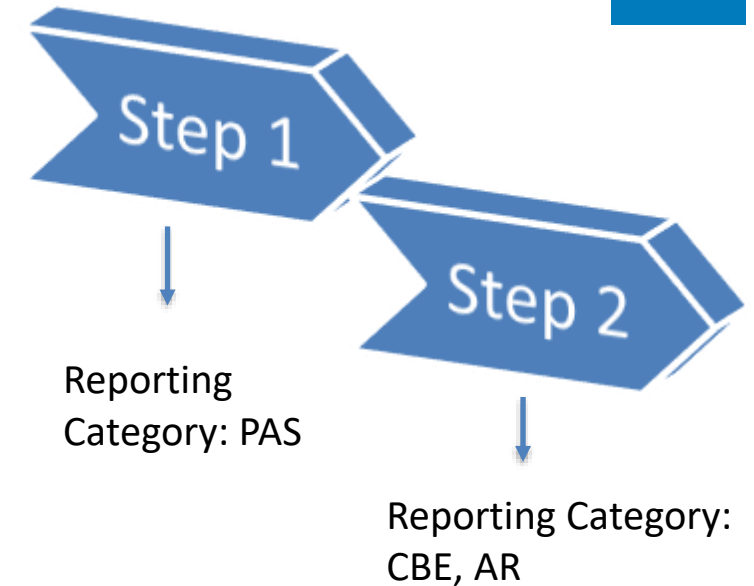 Step 1
Step 2
Reporting
Category: PAS
Reporting Category:
CBE, AR